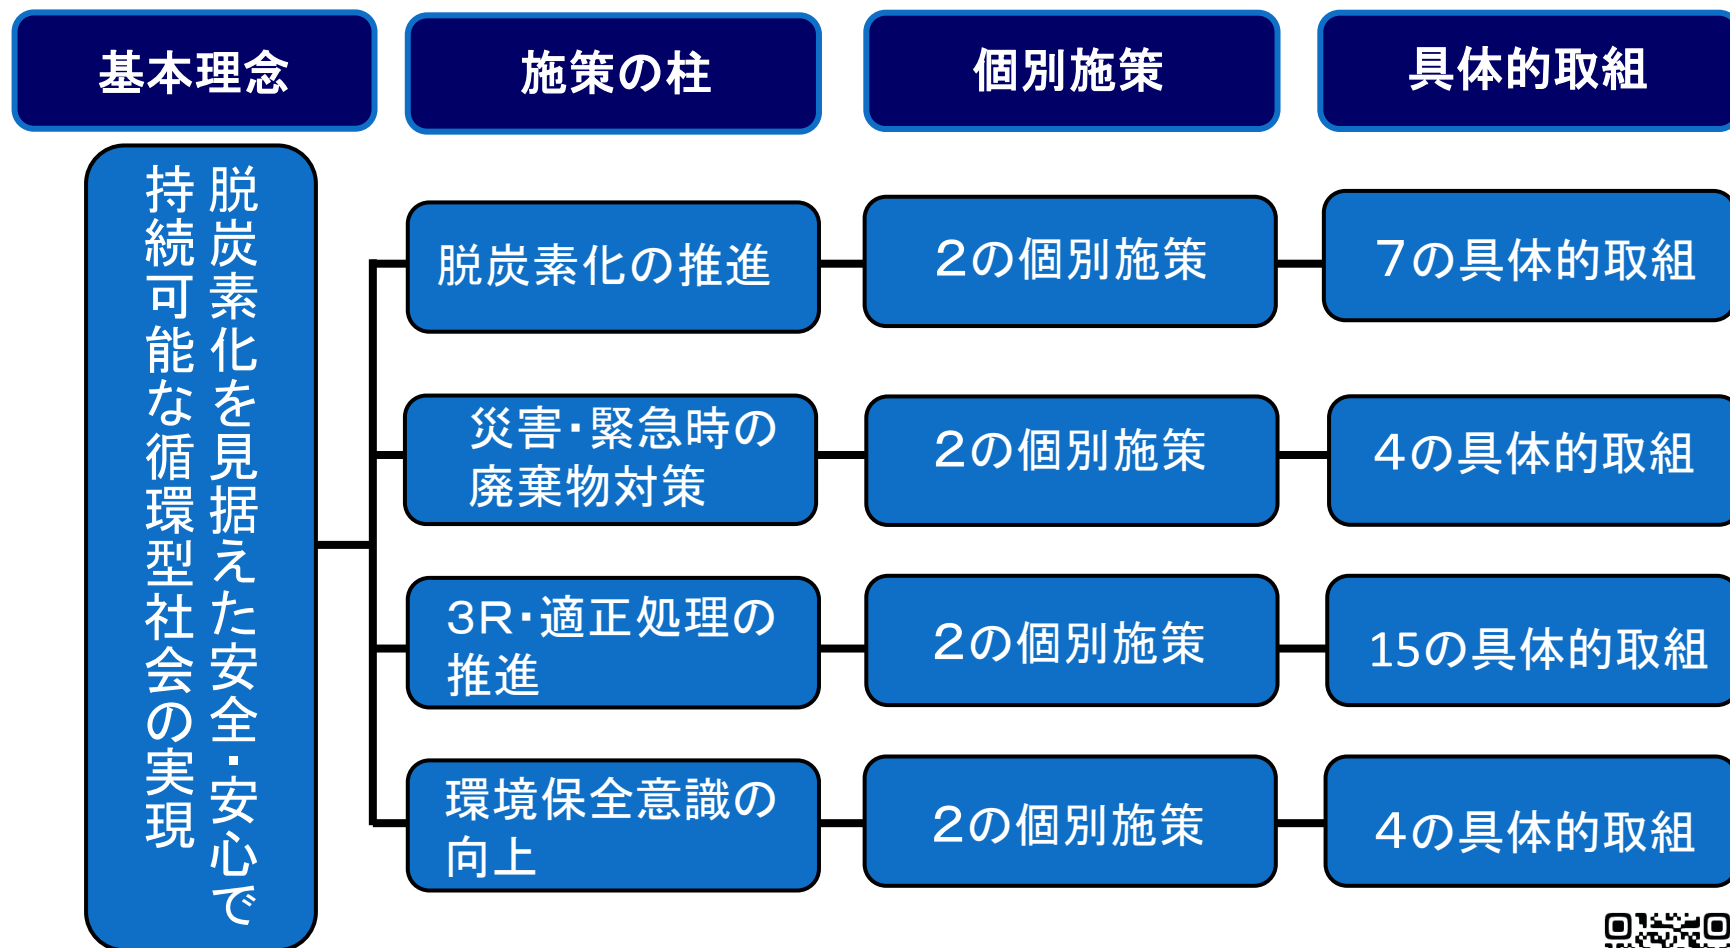 基本理念
施策の柱
個別施策
具体的取組
脱炭素化を見据えた安全・安心で
持続可能な循環型社会の実現
脱炭素化の推進
２の個別施策
７の具体的取組
災害・緊急時の
廃棄物対策
２の個別施策
４の具体的取組
３Ｒ・適正処理の
推進
２の個別施策
15の具体的取組
環境保全意識の
向上
２の個別施策
４の具体的取組